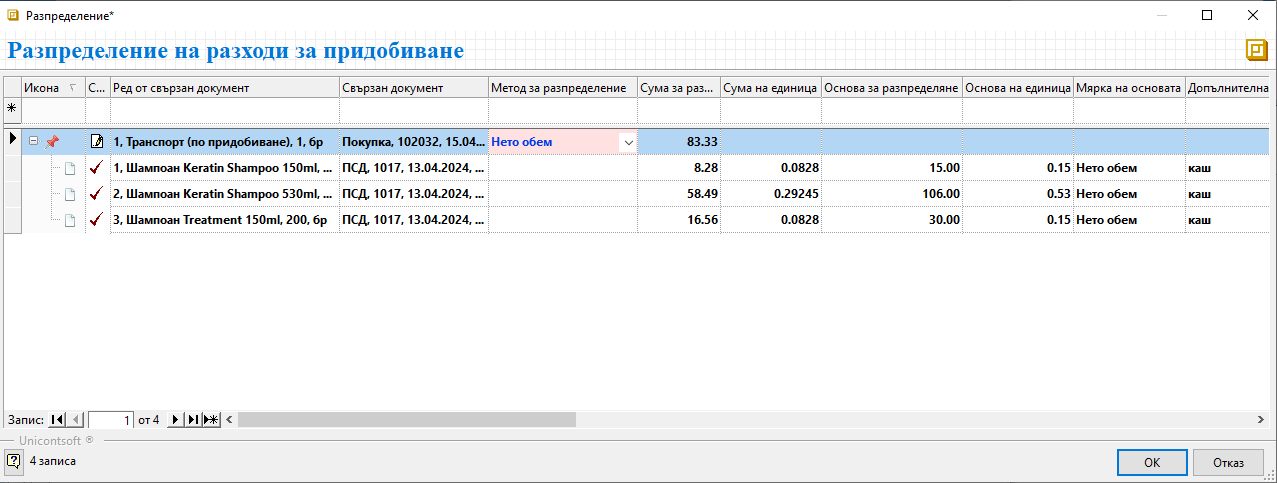 Разпределение*
Разпределение на разходи за придобиване
Икона С... Ред от свързан документ Свързан документ Метод за разпределение Сума за раз... Сума на единица Основа за разпределяне Основа на единица Мярка на основата Допълнителна
1, Транспорт (по придобиване), 1, бр Покупка, 102032, 15.04... Нето обем 83.33
1, Шампоан Keratin Shampoo 150ml, ... ПСД, 1017, 13.04.2024, ... 8.28 0.0828 15.00 0.15 Нето обем каш
2, Шампоан Keratin Shampoo 530ml, ... ПСД, 1017, 13.04.2024, ... 58.49 0.29245 106.00 0.53 Нето обем каш
3, Шампоан Treatment 150ml, 200, бр ПСД, 1017, 13.04.2024, ... 16.56 0.0828 30.00 0.15 Нето обем каш
Запис: 1 от 4
Unicontsoft ®
4 записа
OK Отказ